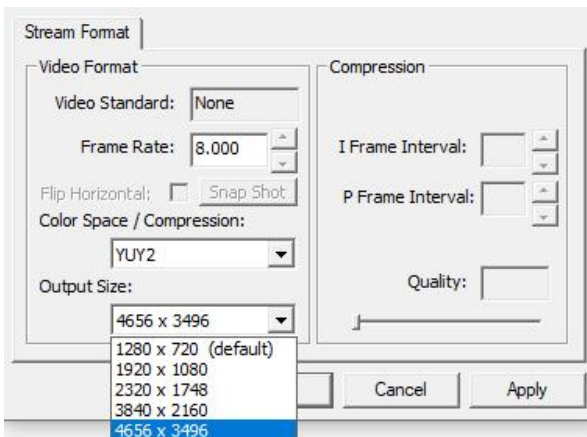 Stream Format
Video Format
Video Standard: None
Frame Rate: 8.000
Flip Horizontal: Snap Shot
Color Space / Compression:
YUY2
Output Size:
4656 x 3496
1280 x 720 (default)
1920 x 1080
2320 x 1748
3840 x 2160
4656 x 3496
Compression
I Frame Interval:
P Frame Interval:
Quality:
Cancel Apply